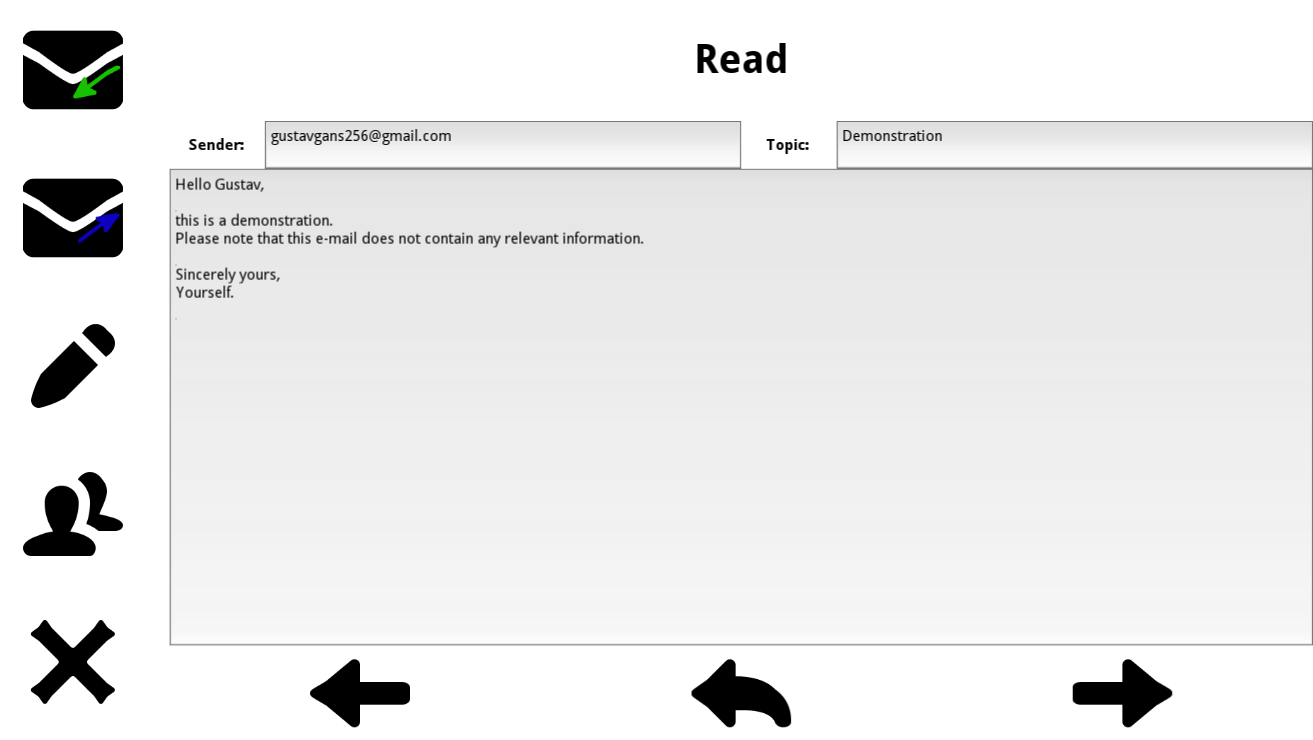 Read
Sender: gustavgans256@gmail.com Topic: Demonstration
Hello Gustav,
this is a demonstration.
Please note that this e-mail does not contain any relevant information.
Sincerely yours,
Yourself.